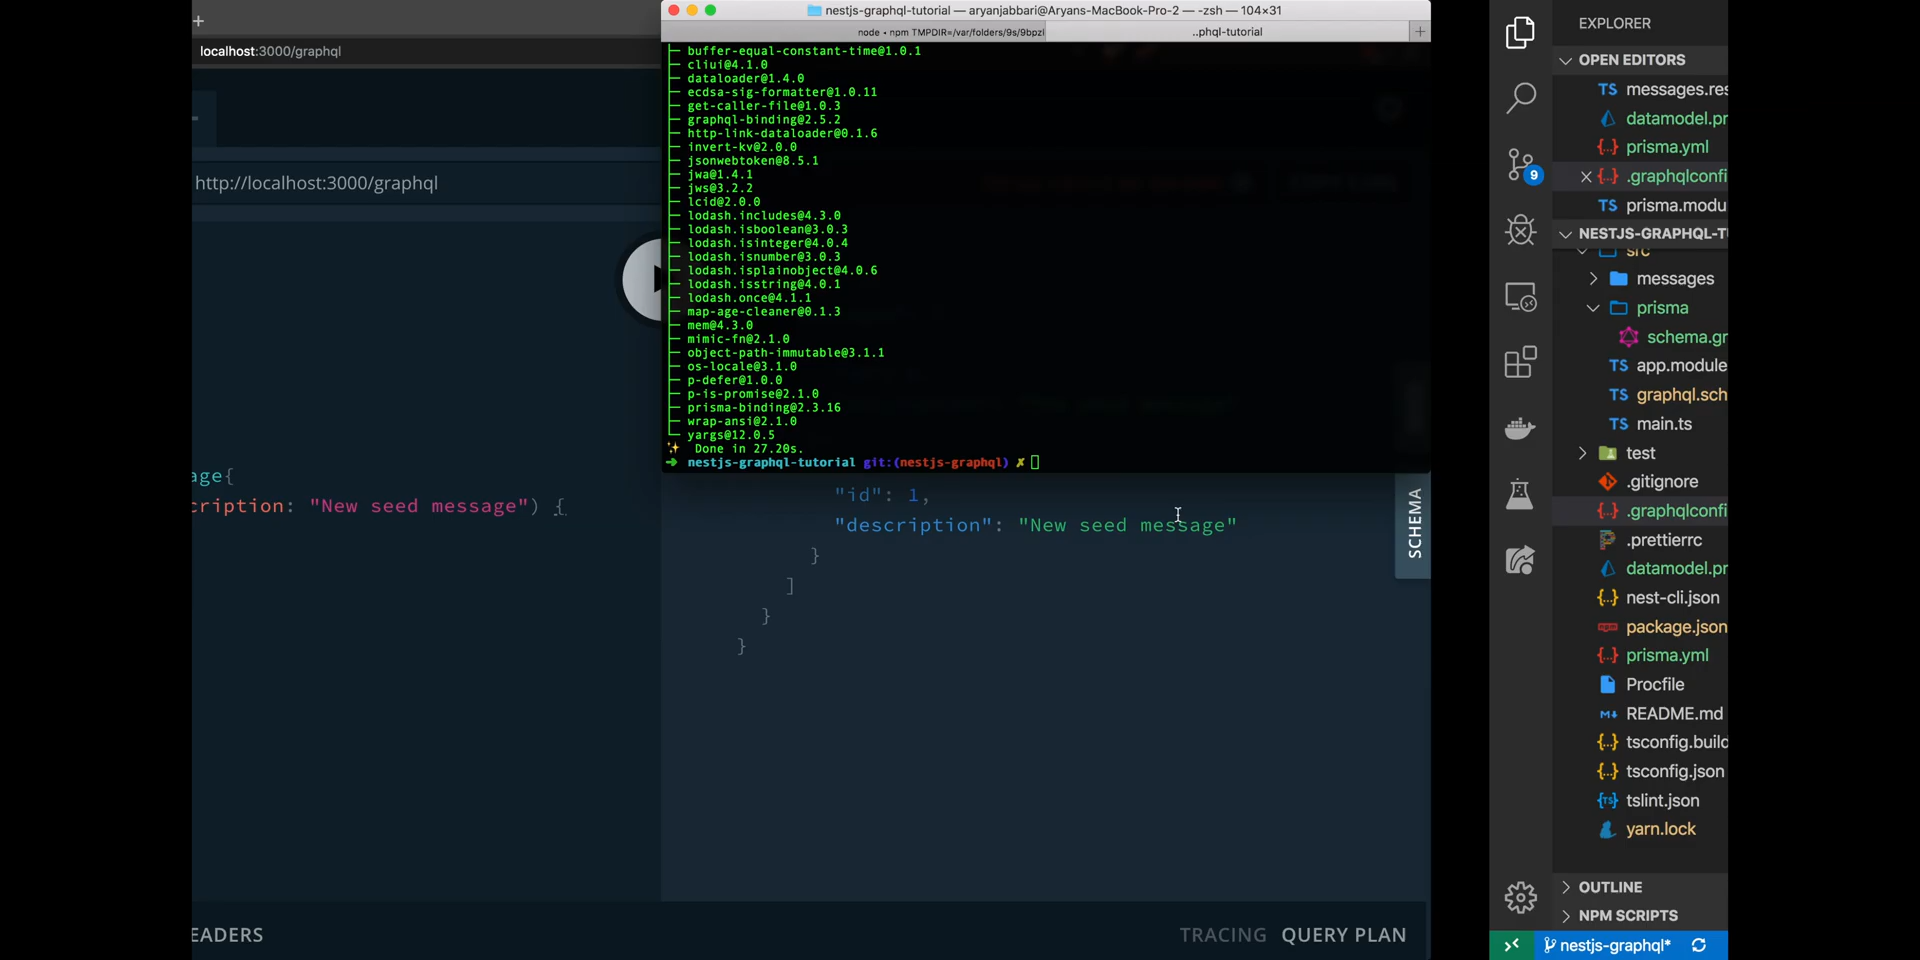 localhost:3000/graphql
http://localhost:3000/graphql
age{
cription: "New seed message") {
EADERS
nestjs-graphql-tutorial — aryanjabbari@Aryans-MacBook-Pro-2 — -zsh — 104×31
node • npm TMPDIR=/var/folders/9s/9bpzl
..phql-tutorial
├─ buffer-equal-constant-time@1.0.1
├─ cliui@4.1.0
├─ dataloader@1.4.0
├─ ecdsa-sig-formatter@1.0.11
├─ get-caller-file@1.0.3
├─ graphql-binding@2.5.2
├─ http-link-dataloader@0.1.6
├─ invert-kv@2.0.0
├─ jsonwebtoken@8.5.1
├─ jwa@1.4.1
├─ jws@3.2.2
├─ lcid@2.0.0
├─ lodash.includes@4.3.0
├─ lodash.isboolean@3.0.3
├─ lodash.isinteger@4.0.4
├─ lodash.isnumber@3.0.3
├─ lodash.isplainobject@4.0.6
├─ lodash.isstring@4.0.1
├─ lodash.once@4.1.1
├─ map-age-cleaner@0.1.3
├─ mem@4.3.0
├─ mimic-fn@2.1.0
├─ object-path-immutable@3.1.1
├─ os-locale@3.1.0
├─ p-defer@1.0.0
├─ p-is-promise@2.1.0
├─ prisma-binding@2.3.16
├─ wrap-ansi@2.1.0
└─ yargs@12.0.5
✨ Done in 27.20s.
➜ nestjs-graphql-tutorial git:(nestjs-graphql) ✗
"id": 1,
"description": "New seed message"
}
]
}
}
SCHEMA
TRACING QUERY PLAN
EXPLORER
OPEN EDITORS
TS messages.res
datamodel.pr
{..} prisma.yml
{..} .graphqlconfi
TS prisma.modu
NESTJS-GRAPHQL-TU
src
messages
prisma
schema.gr
TS app.module
TS graphql.sch
TS main.ts
test
.gitignore
{..} .graphqlconfi
.prettierrc
datamodel.pr
{..} nest-cli.json
npm package.json
{..} prisma.yml
Procfile
M↓ README.md
{..} tsconfig.build
{..} tsconfig.json
{TS} tslint.json
yarn.lock
OUTLINE
NPM SCRIPTS
9
nestjs-graphql*